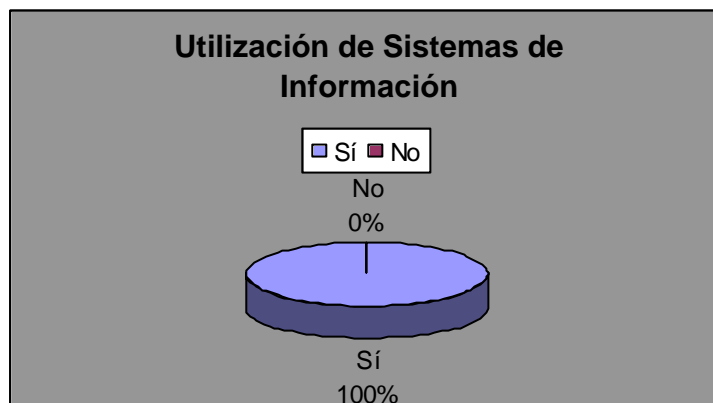 Utilización de Sistemas de
Información
Sí No
No
0%
Sí
100%